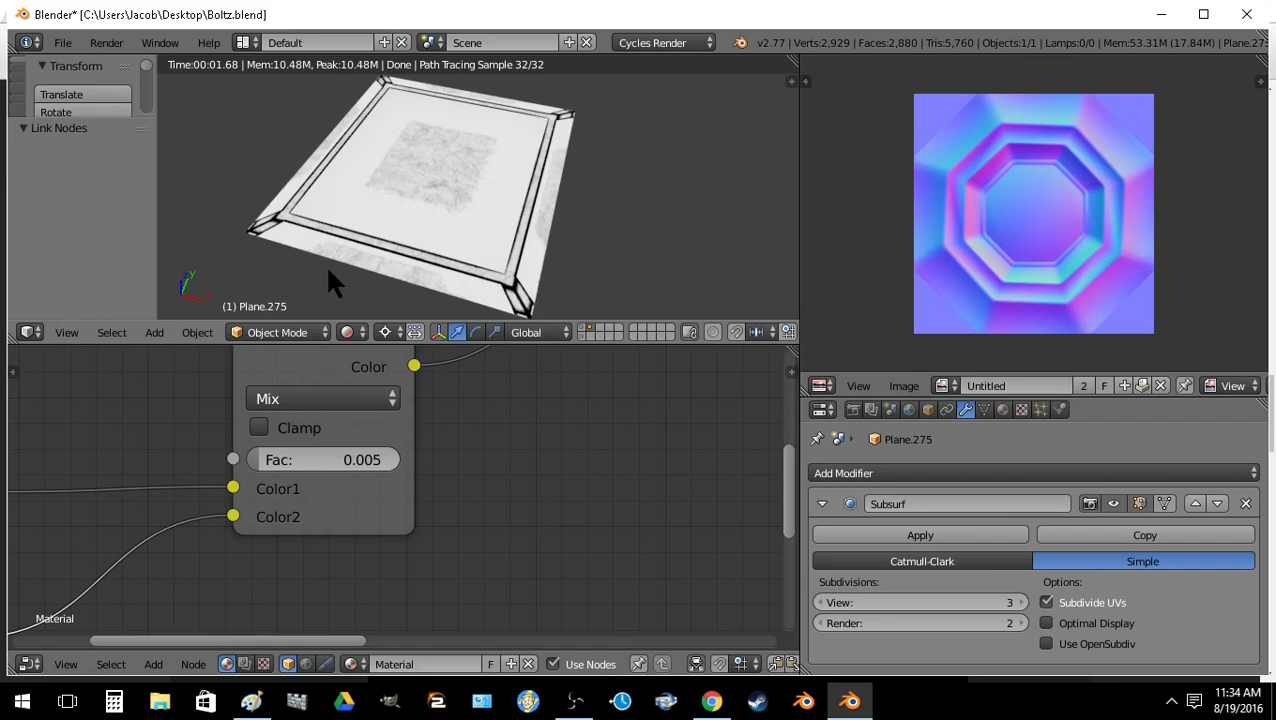 Blender* [C:\Users\Jacob\Desktop\Boltz.blend]
File Render Window Help Default Scene Cycles Render v2.77 | Verts:2,929 | Faces:2,880 | Tris:5,760 | Objects:1/1 | Lamps:0/0 | Mem:53.31M (17.84M) | Plane.275
Transform
Translate
Rotate
Link Nodes
Time:00:01.68 | Mem:10.48M, Peak:10.48M | Done | Path Tracing Sample 32/32
y
(1) Plane.275
View Select Add Object Object Mode Global
Color
Mix
Clamp
Fac: 0.005
Color1
Color2
Material
View Select Add Node Material F Use Nodes
View Image Untitled 2 F View
Plane.275
Add Modifier
Subsurf
Apply Copy
Catmull-Clark Simple
Subdivisions: Options:
View: 3 Subdivide UVs
Render: 2 Optimal Display
Use OpenSubdiv
11:34 AM
8/19/2016